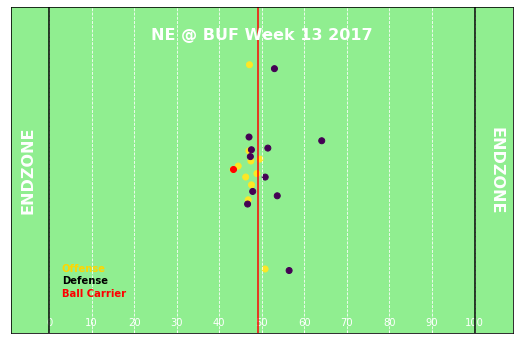 NE @ BUF Week 13 2017
ENDZONE
ENDZONE
Offense
Defense
Ball Carrier
0 10 20 30 40 50 60 70 80 90 100